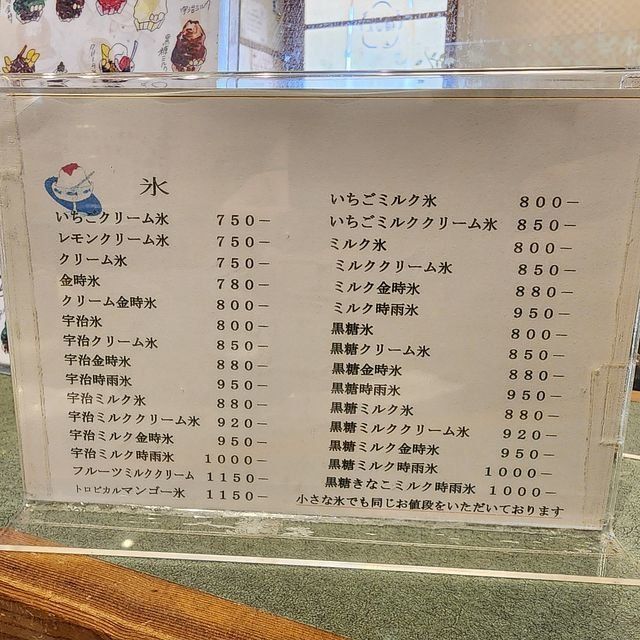 氷
いちごクリーム氷 750－
レモンクリーム氷 750－
クリーム氷 750－
金時氷 780－
クリーム金時氷 800－
宇治氷 800－
宇治クリーム氷 850－
宇治金時氷 880－
宇治時雨氷 950－
宇治ミルク氷 880－
宇治ミルククリーム氷 920－
宇治ミルク金時氷 950－
宇治ミルク時雨氷 1000－
フルーツミルククリーム 1150－
トロピカルマンゴー氷 1150－
いちごミルク氷 800－
いちごミルククリーム氷 850－
ミルク氷 800－
ミルククリーム氷 850－
ミルク金時氷 880－
ミルク時雨氷 950－
黒糖氷 800－
黒糖クリーム氷 850－
黒糖金時氷 880－
黒糖時雨氷 950－
黒糖ミルク氷 880－
黒糖ミルククリーム氷 920－
黒糖ミルク金時氷 950－
黒糖ミルク時雨氷 1000－
黒糖きなこミルク時雨氷 1000－
小さな氷でも同じお値段をいただいております